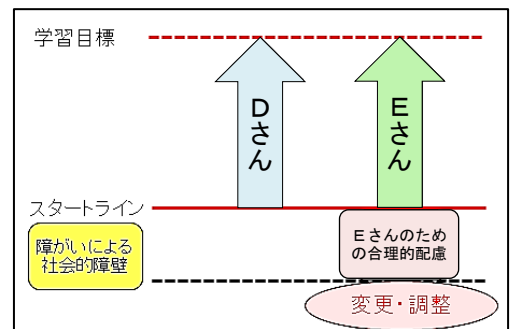 学習目標
Dさん
Eさん
スタートライン
障がいによる
社会的障壁
Eさんのため
の合理的配慮
変更・調整